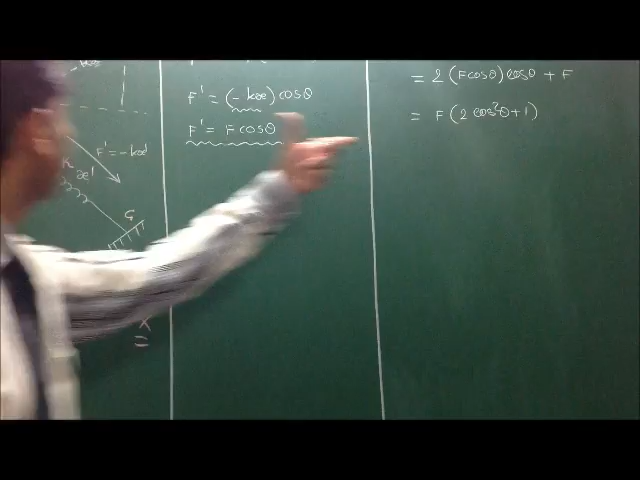 F' = -kx'
K
x'
G
x
=
F' = (-kx) cosθ
F' = F cosθ
= 2 (F cosθ) cosθ + F
= F (2 cos²θ + 1)